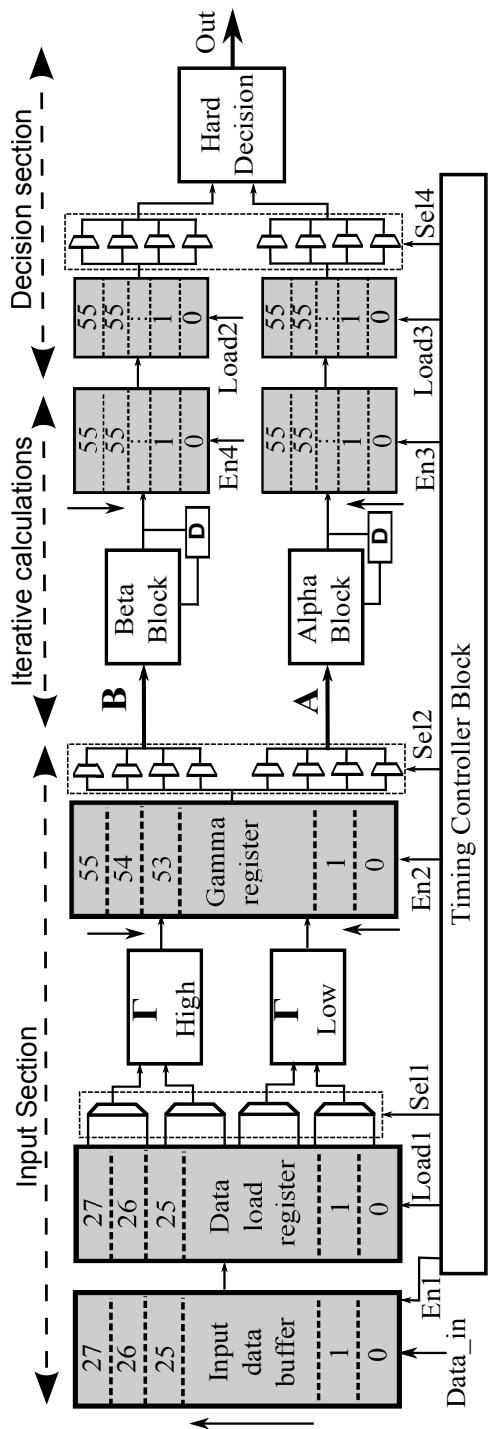 Input Section
Iterative calculations
Decision section
27
26
25
Input
data
buffer
1
0
27
26
25
Data
load
register
1
0
Γ
High
Γ
Low
55
54
53
Gamma
register
1
0
B
A
Beta
Block
D
Alpha
Block
D
55
55
1
0
55
55
1
0
55
55
1
0
55
55
1
0
Hard
Decision
Out
Data_in
En1
Load1
Sel1
En2
Sel2
En4
Load2
En3
Load3
Sel4
Timing Controller Block